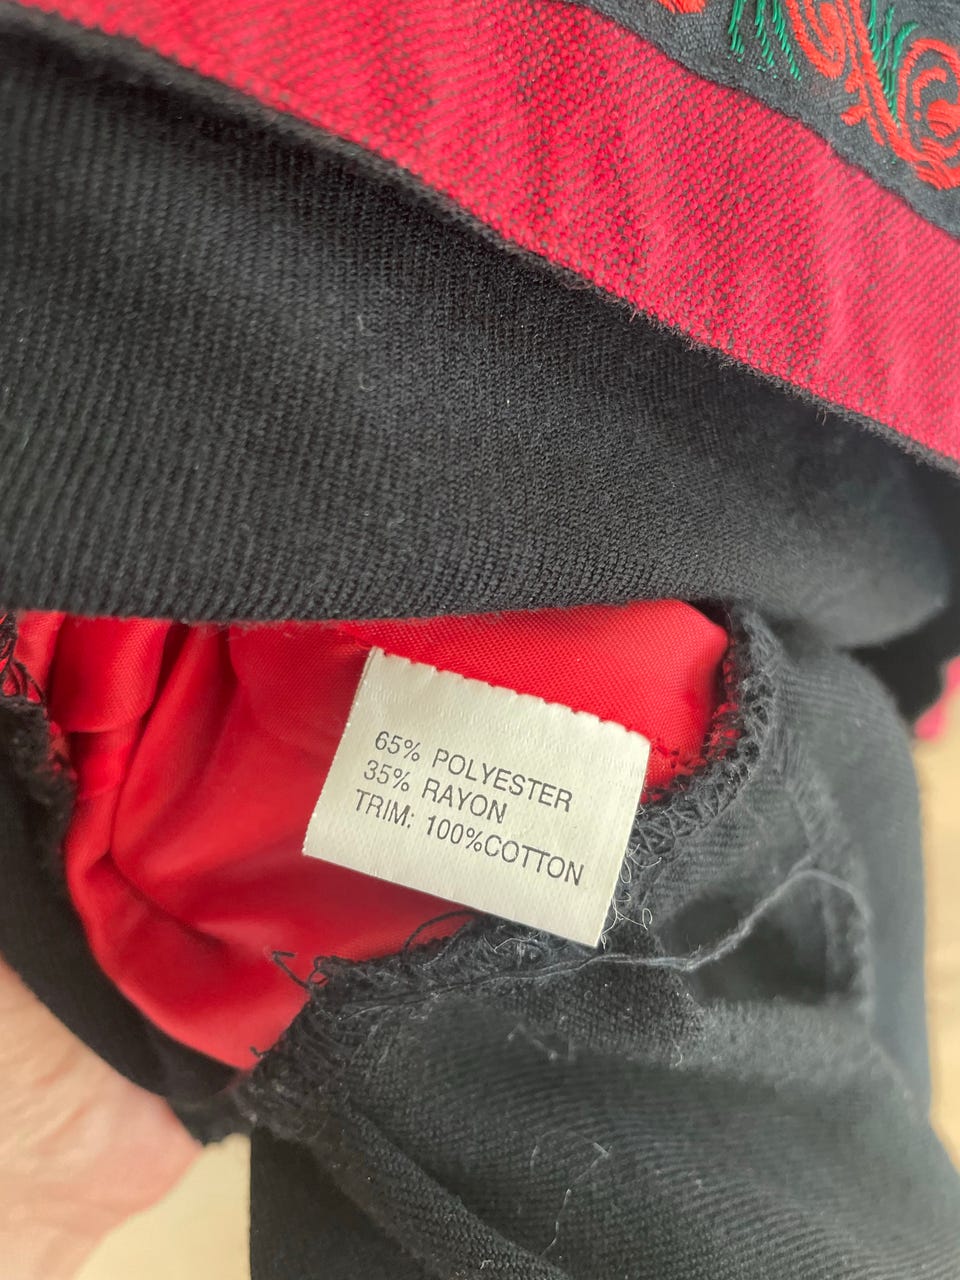 65% POLYESTER
35% RAYON
TRIM: 100%COTTON